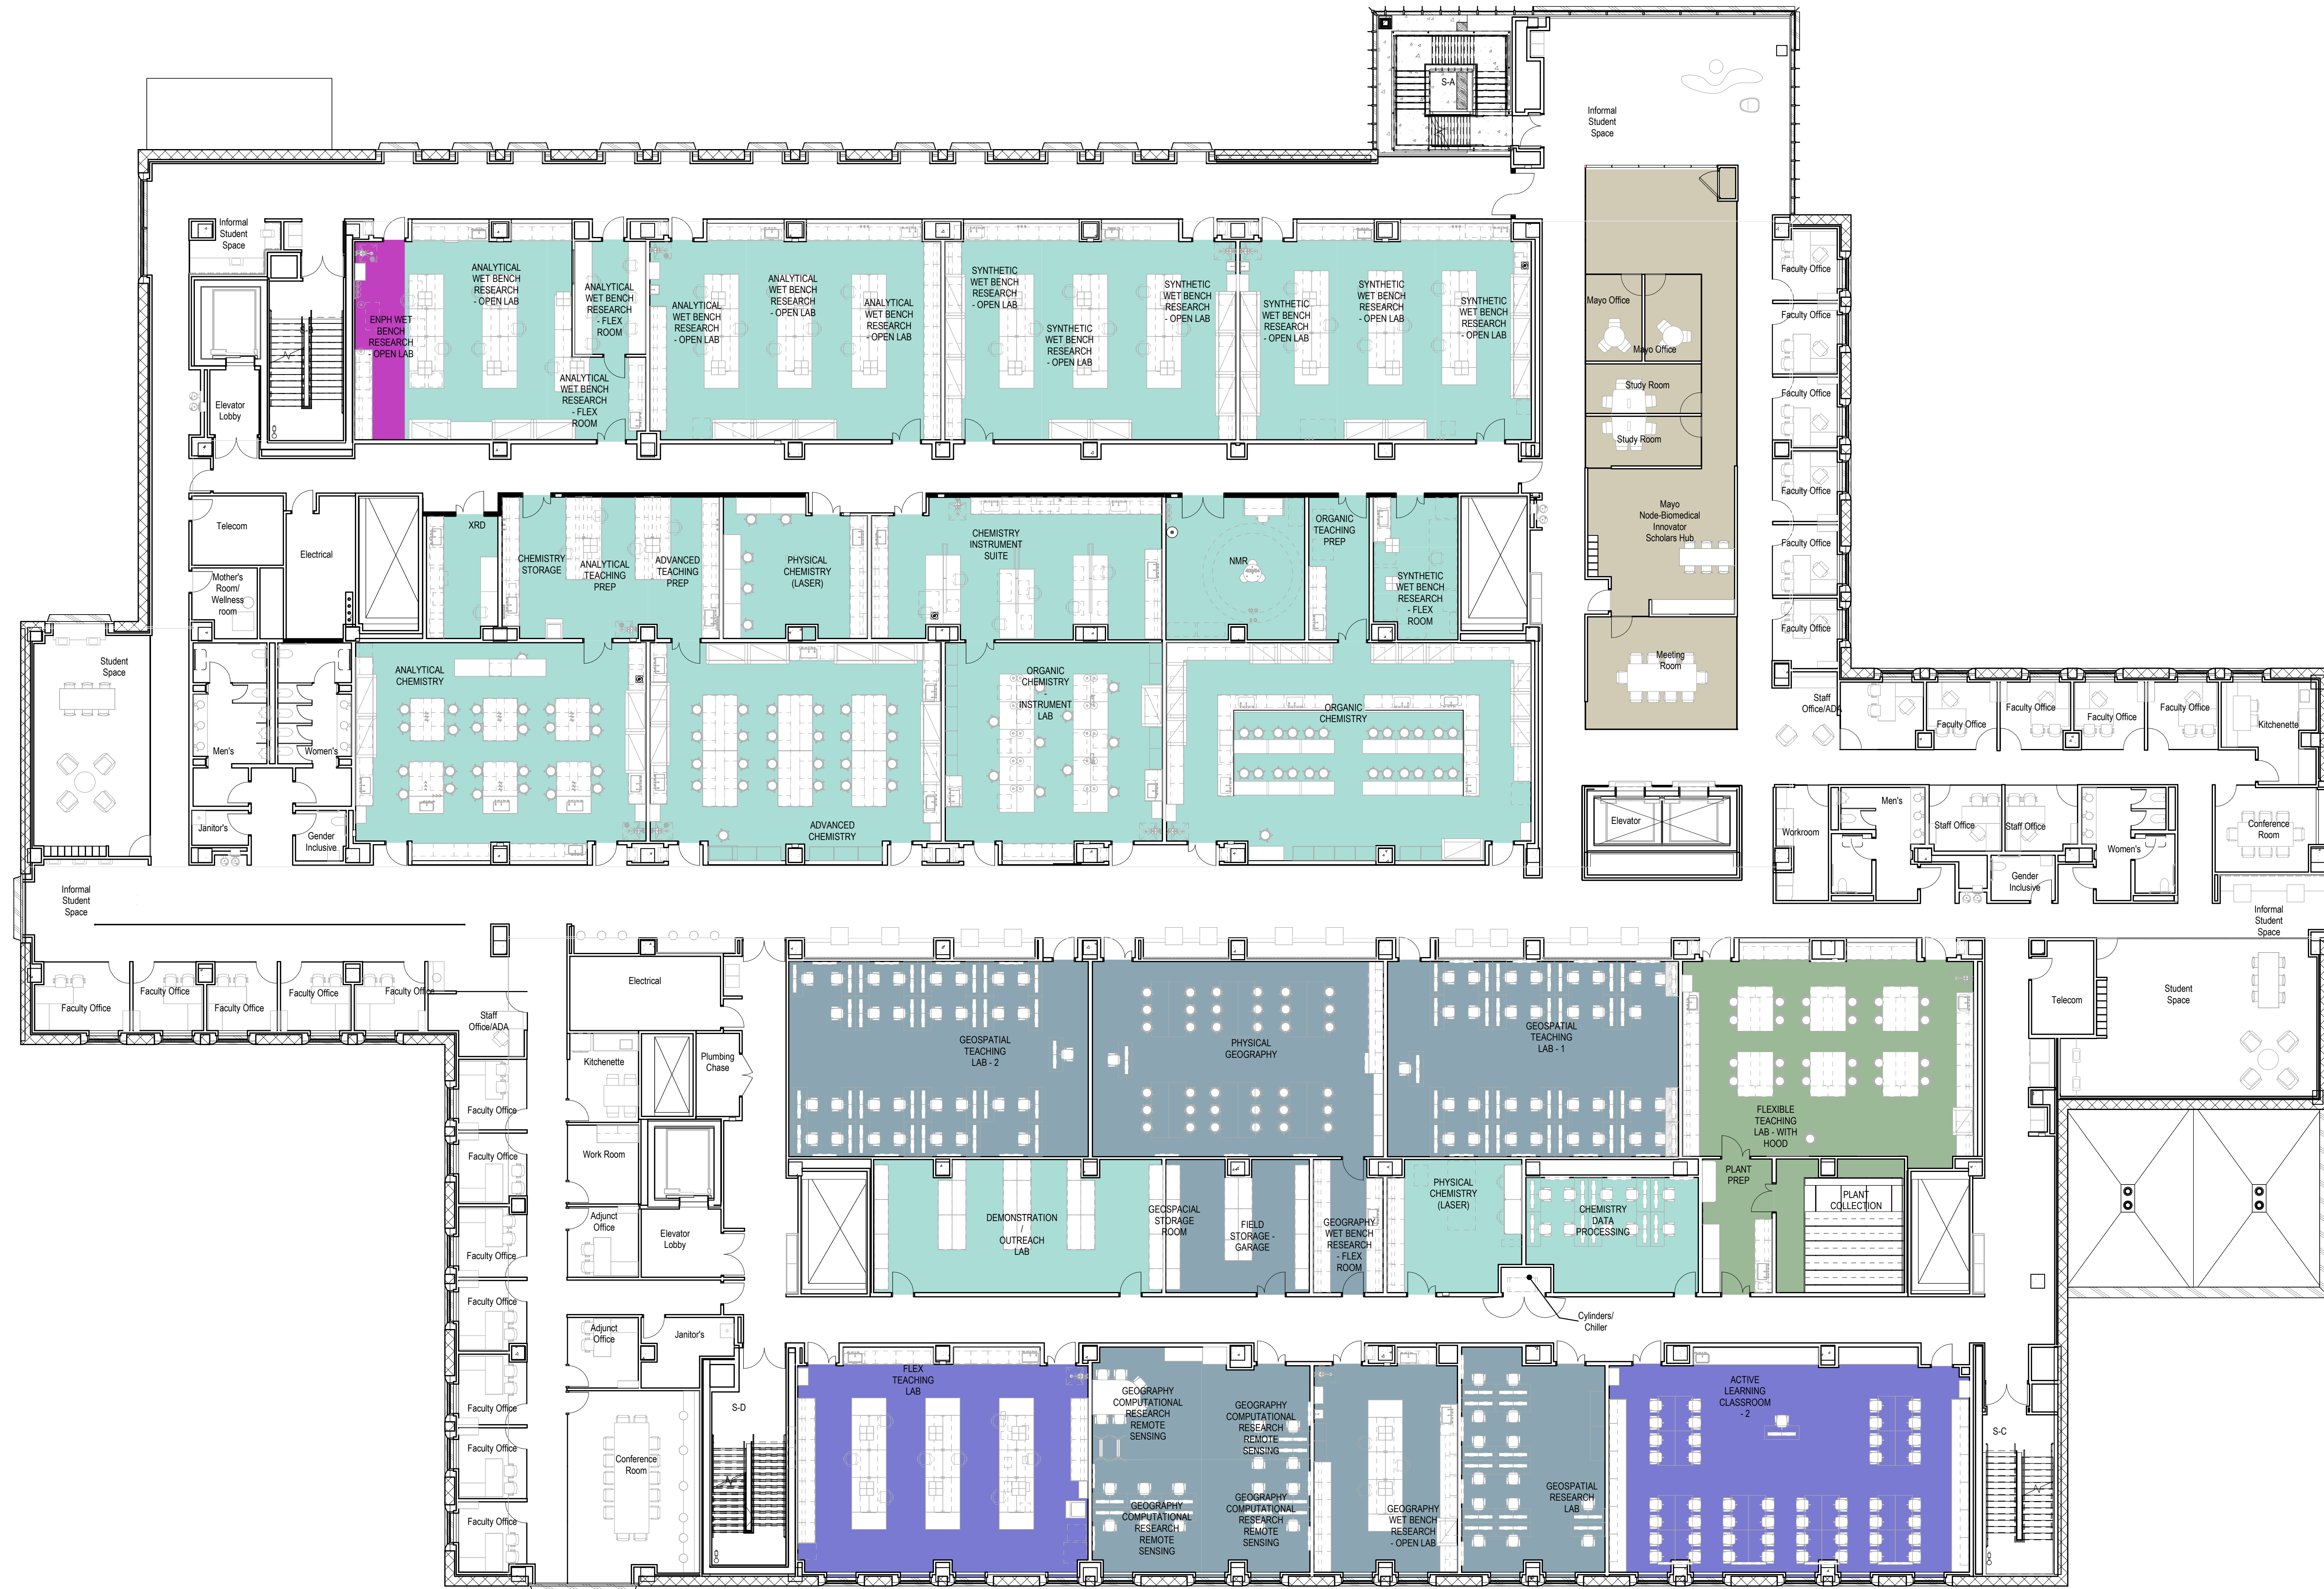 S-A
Informal
Student
Space
Informal
Student
Space
Elevator
Lobby
ENPH WET
BENCH
RESEARCH
- OPEN LAB
ANALYTICAL
WET BENCH
RESEARCH
- OPEN LAB
ANALYTICAL
WET BENCH
RESEARCH
- FLEX
ROOM
ANALYTICAL
WET BENCH
RESEARCH
- FLEX
ROOM
ANALYTICAL
WET BENCH
RESEARCH
- OPEN LAB
ANALYTICAL
WET BENCH
RESEARCH
- OPEN LAB
ANALYTICAL
WET BENCH
RESEARCH
- OPEN LAB
SYNTHETIC
WET BENCH
RESEARCH
- OPEN LAB
SYNTHETIC
WET BENCH
RESEARCH
- OPEN LAB
SYNTHETIC
WET BENCH
RESEARCH
- OPEN LAB
SYNTHETIC
WET BENCH
RESEARCH
- OPEN LAB
SYNTHETIC
WET BENCH
RESEARCH
- OPEN LAB
SYNTHETIC
WET BENCH
RESEARCH
- OPEN LAB
Mayo Office
Mayo Office
Study Room
Study Room
Mayo
Node-Biomedical
Innovator
Scholars Hub
Meeting
Room
Faculty Office
Faculty Office
Faculty Office
Faculty Office
Faculty Office
Faculty Office
Staff
Office/ADA
Faculty Office
Faculty Office
Faculty Office
Faculty Office
Kitchenette
Telecom
Electrical
Mother's
Room/
Wellness
room
XRD
CHEMISTRY
STORAGE
ANALYTICAL
TEACHING
PREP
ADVANCED
TEACHING
PREP
PHYSICAL
CHEMISTRY
(LASER)
CHEMISTRY
INSTRUMENT
SUITE
NMR
ORGANIC
TEACHING
PREP
SYNTHETIC
WET BENCH
RESEARCH
- FLEX
ROOM
Student
Space
Men's
Women's
Janitor's
Gender
Inclusive
ANALYTICAL
CHEMISTRY
ADVANCED
CHEMISTRY
ORGANIC
CHEMISTRY
-
INSTRUMENT
LAB
ORGANIC
CHEMISTRY
Elevator
Workroom
Men's
Staff Office
Staff Office
Women's
Gender
Inclusive
Conference
Room
Informal
Student
Space
Informal
Student
Space
Faculty Office
Faculty Office
Faculty Office
Faculty Office
Faculty Office
Staff
Office/ADA
Electrical
Kitchenette
Plumbing
Chase
Work Room
Adjunct
Office
Elevator
Lobby
Adjunct
Office
Janitor's
Faculty Office
Faculty Office
Faculty Office
Faculty Office
Faculty Office
Faculty Office
Faculty Office
Conference
Room
S-D
GEOSPATIAL
TEACHING
LAB - 2
PHYSICAL
GEOGRAPHY
GEOSPATIAL
TEACHING
LAB - 1
FLEXIBLE
TEACHING
LAB - WITH
HOOD
Telecom
Student
Space
DEMONSTRATION
/
OUTREACH
LAB
GEOSPACIAL
STORAGE
ROOM
FIELD
STORAGE -
GARAGE
GEOGRAPHY
WET BENCH
RESEARCH
- FLEX
ROOM
PHYSICAL
CHEMISTRY
(LASER)
CHEMISTRY
DATA
PROCESSING
PLANT
PREP
PLANT
COLLECTION
Cylinders/
Chiller
FLEX
TEACHING
LAB
GEOGRAPHY
COMPUTATIONAL
RESEARCH
REMOTE
SENSING
GEOGRAPHY
COMPUTATIONAL
RESEARCH
REMOTE
SENSING
GEOGRAPHY
COMPUTATIONAL
RESEARCH
REMOTE
SENSING
GEOGRAPHY
COMPUTATIONAL
RESEARCH
REMOTE
SENSING
GEOGRAPHY
WET BENCH
RESEARCH
- OPEN LAB
GEOSPATIAL
RESEARCH
LAB
ACTIVE
LEARNING
CLASSROOM
- 2
S-C